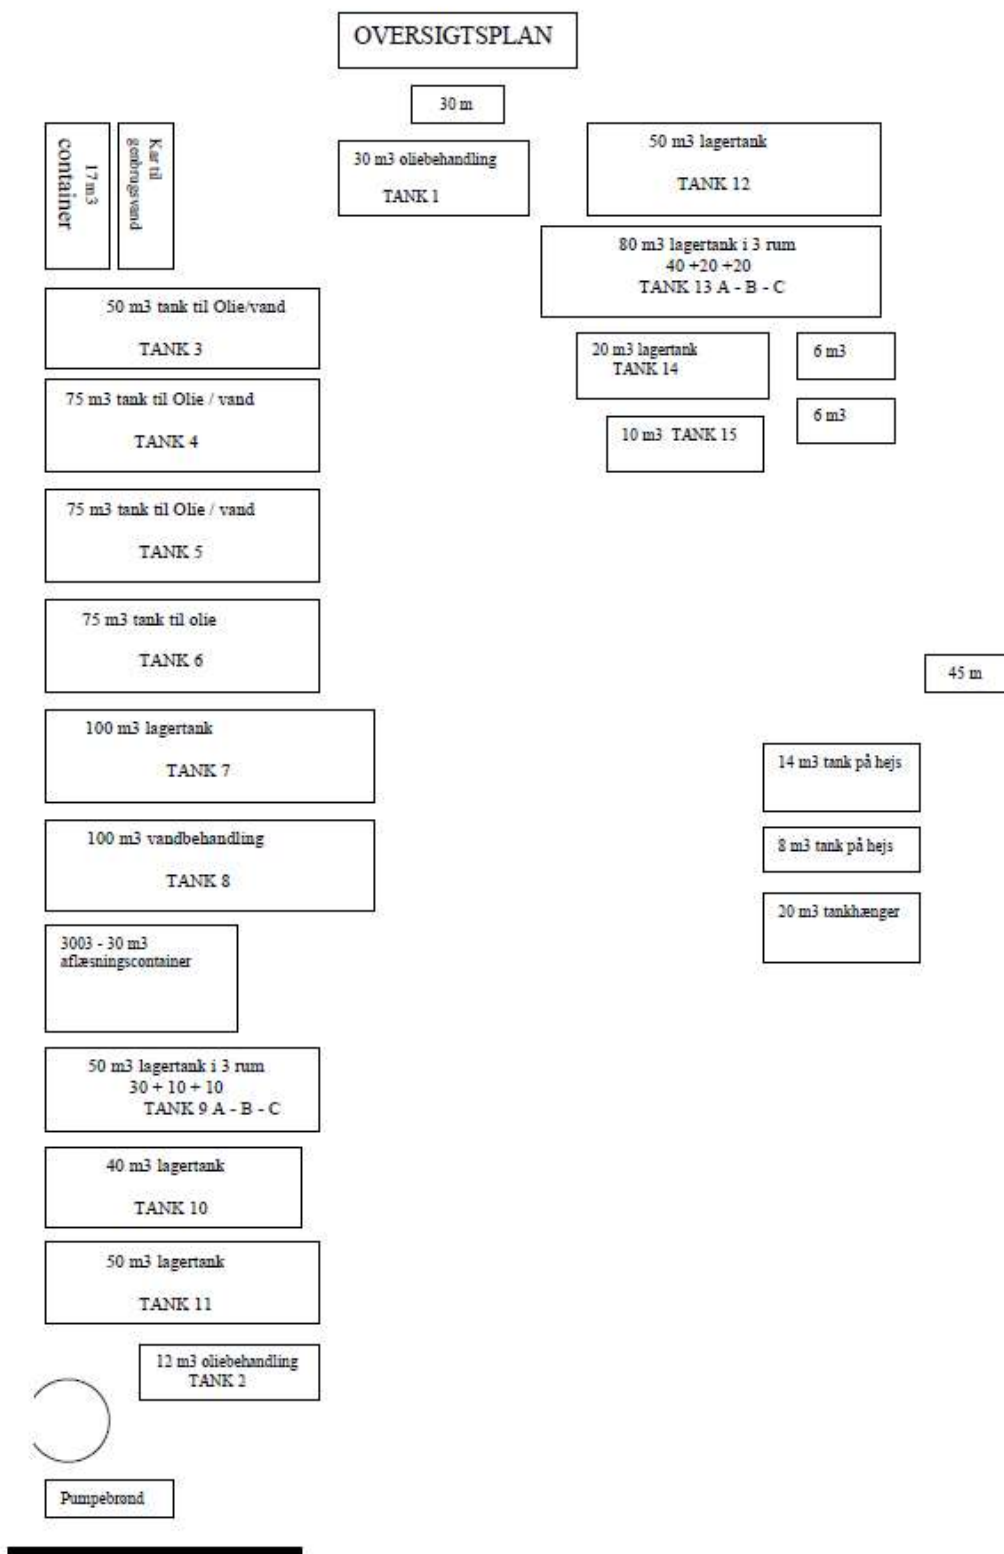 OVERSIGTSPLAN
30 m
17 m3
container
Kar til
genbrugsvand
30 m3 oliebehandling
TANK 1
50 m3 lagertank
TANK 12
80 m3 lagertank i 3 rum
40 +20 +20
TANK 13 A - B - C
50 m3 tank til Olie/vand
TANK 3
20 m3 lagertank
TANK 14
6 m3
75 m3 tank til Olie / vand
TANK 4
10 m3 TANK 15
6 m3
75 m3 tank til Olie / vand
TANK 5
75 m3 tank til olie
TANK 6
45 m
100 m3 lagertank
TANK 7
14 m3 tank på hejs
100 m3 vandbehandling
TANK 8
8 m3 tank på hejs
20 m3 tankhænger
3003 - 30 m3
aflæsningscontainer
50 m3 lagertank i 3 rum
30 + 10 + 10
TANK 9 A - B - C
40 m3 lagertank
TANK 10
50 m3 lagertank
TANK 11
12 m3 oliebehandling
TANK 2
Pumpebrønd